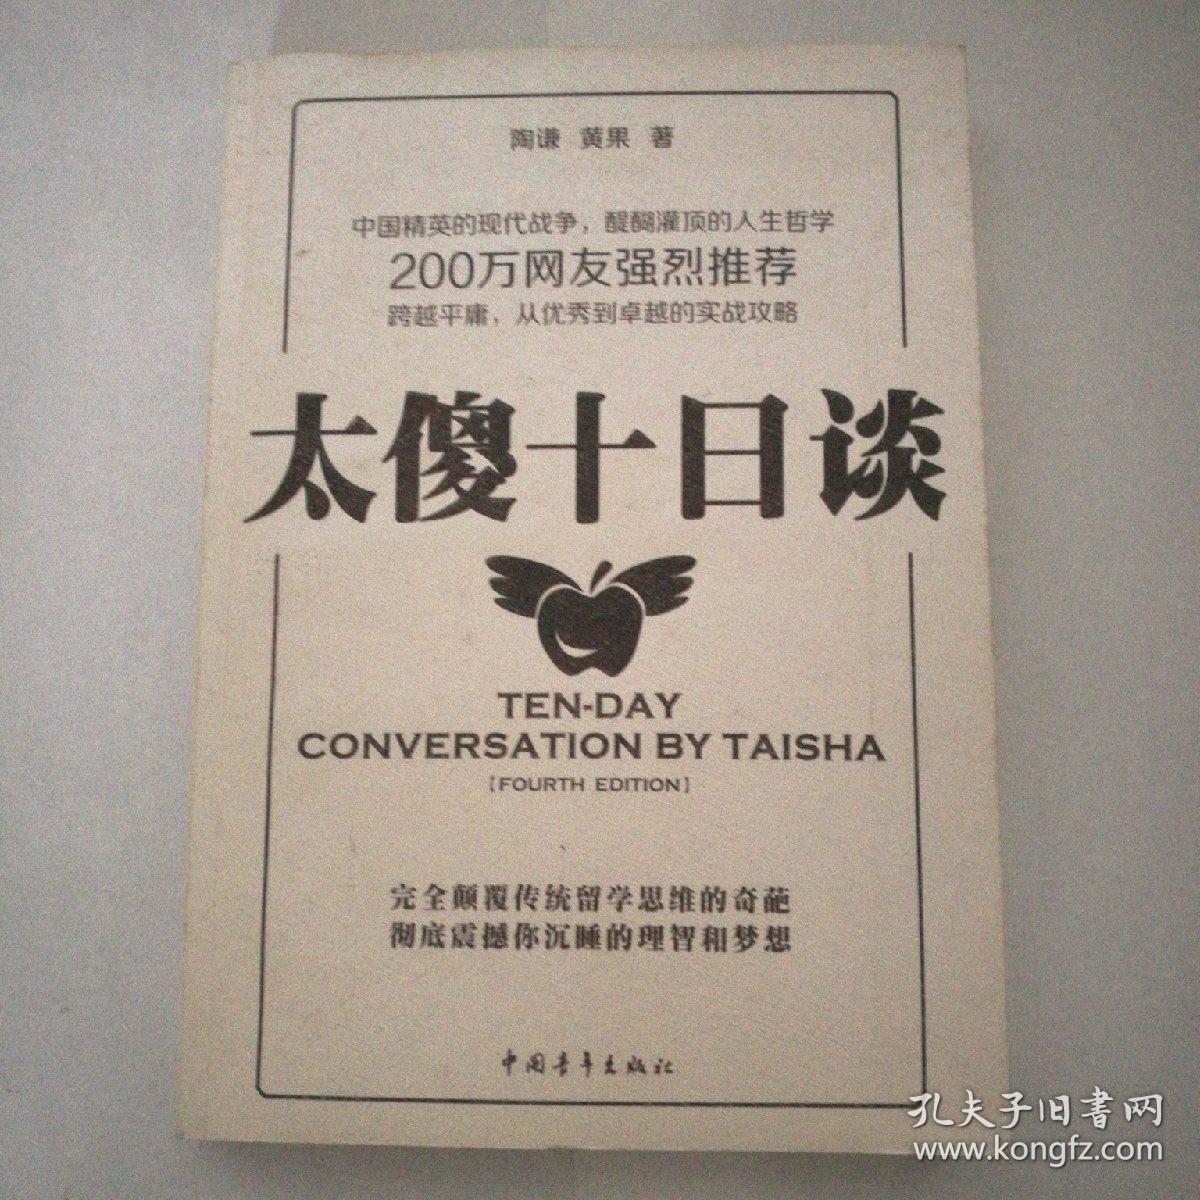 陶谦 黄果 著
中国精英的现代战争，醍醐灌顶的人生哲学
200万网友强烈推荐
跨越平庸，从优秀到卓越的实战攻略
太傻十日谈
TEN-DAY
CONVERSATION BY TAISHA
[FOURTH EDITION]
完全颠覆传统留学思维的奇葩
彻底震撼你沉睡的理智和梦想
中国青年出版社
孔夫子旧书网
www.kongfz.com